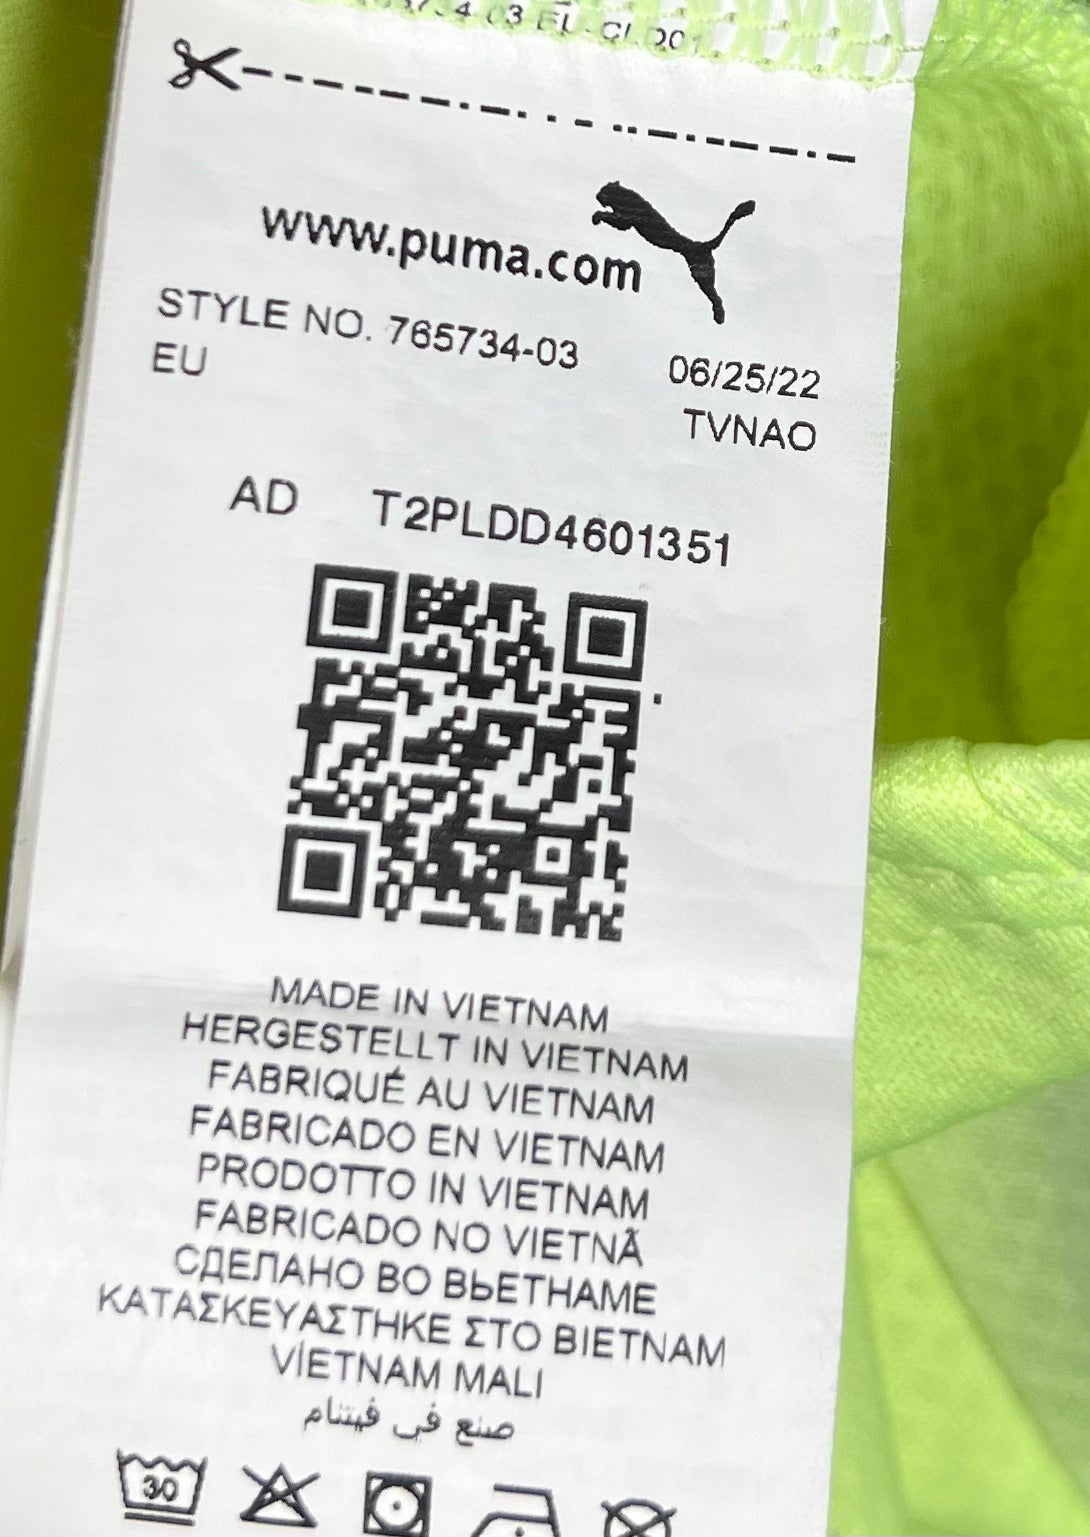 www.puma.com
STYLE NO. 765734-03 06/25/22
EU TVNAO
AD T2PLDD4601351
MADE IN VIETNAM
HERGESTELLT IN VIETNAM
FABRIQUÉ AU VIETNAM
FABRICADO EN VIETNAM
PRODOTTO IN VIETNAM
FABRICADO NO VIETNÃ
СДЕЛАНО ВО ВЬЕТНАМЕ
ΚΑΤΑΣΚΕΥΑΣΤΗΚΕ ΣΤΟ ΒΙΕΤΝΑΜ
VİETNAM MALI
صنع في فيتنام
30